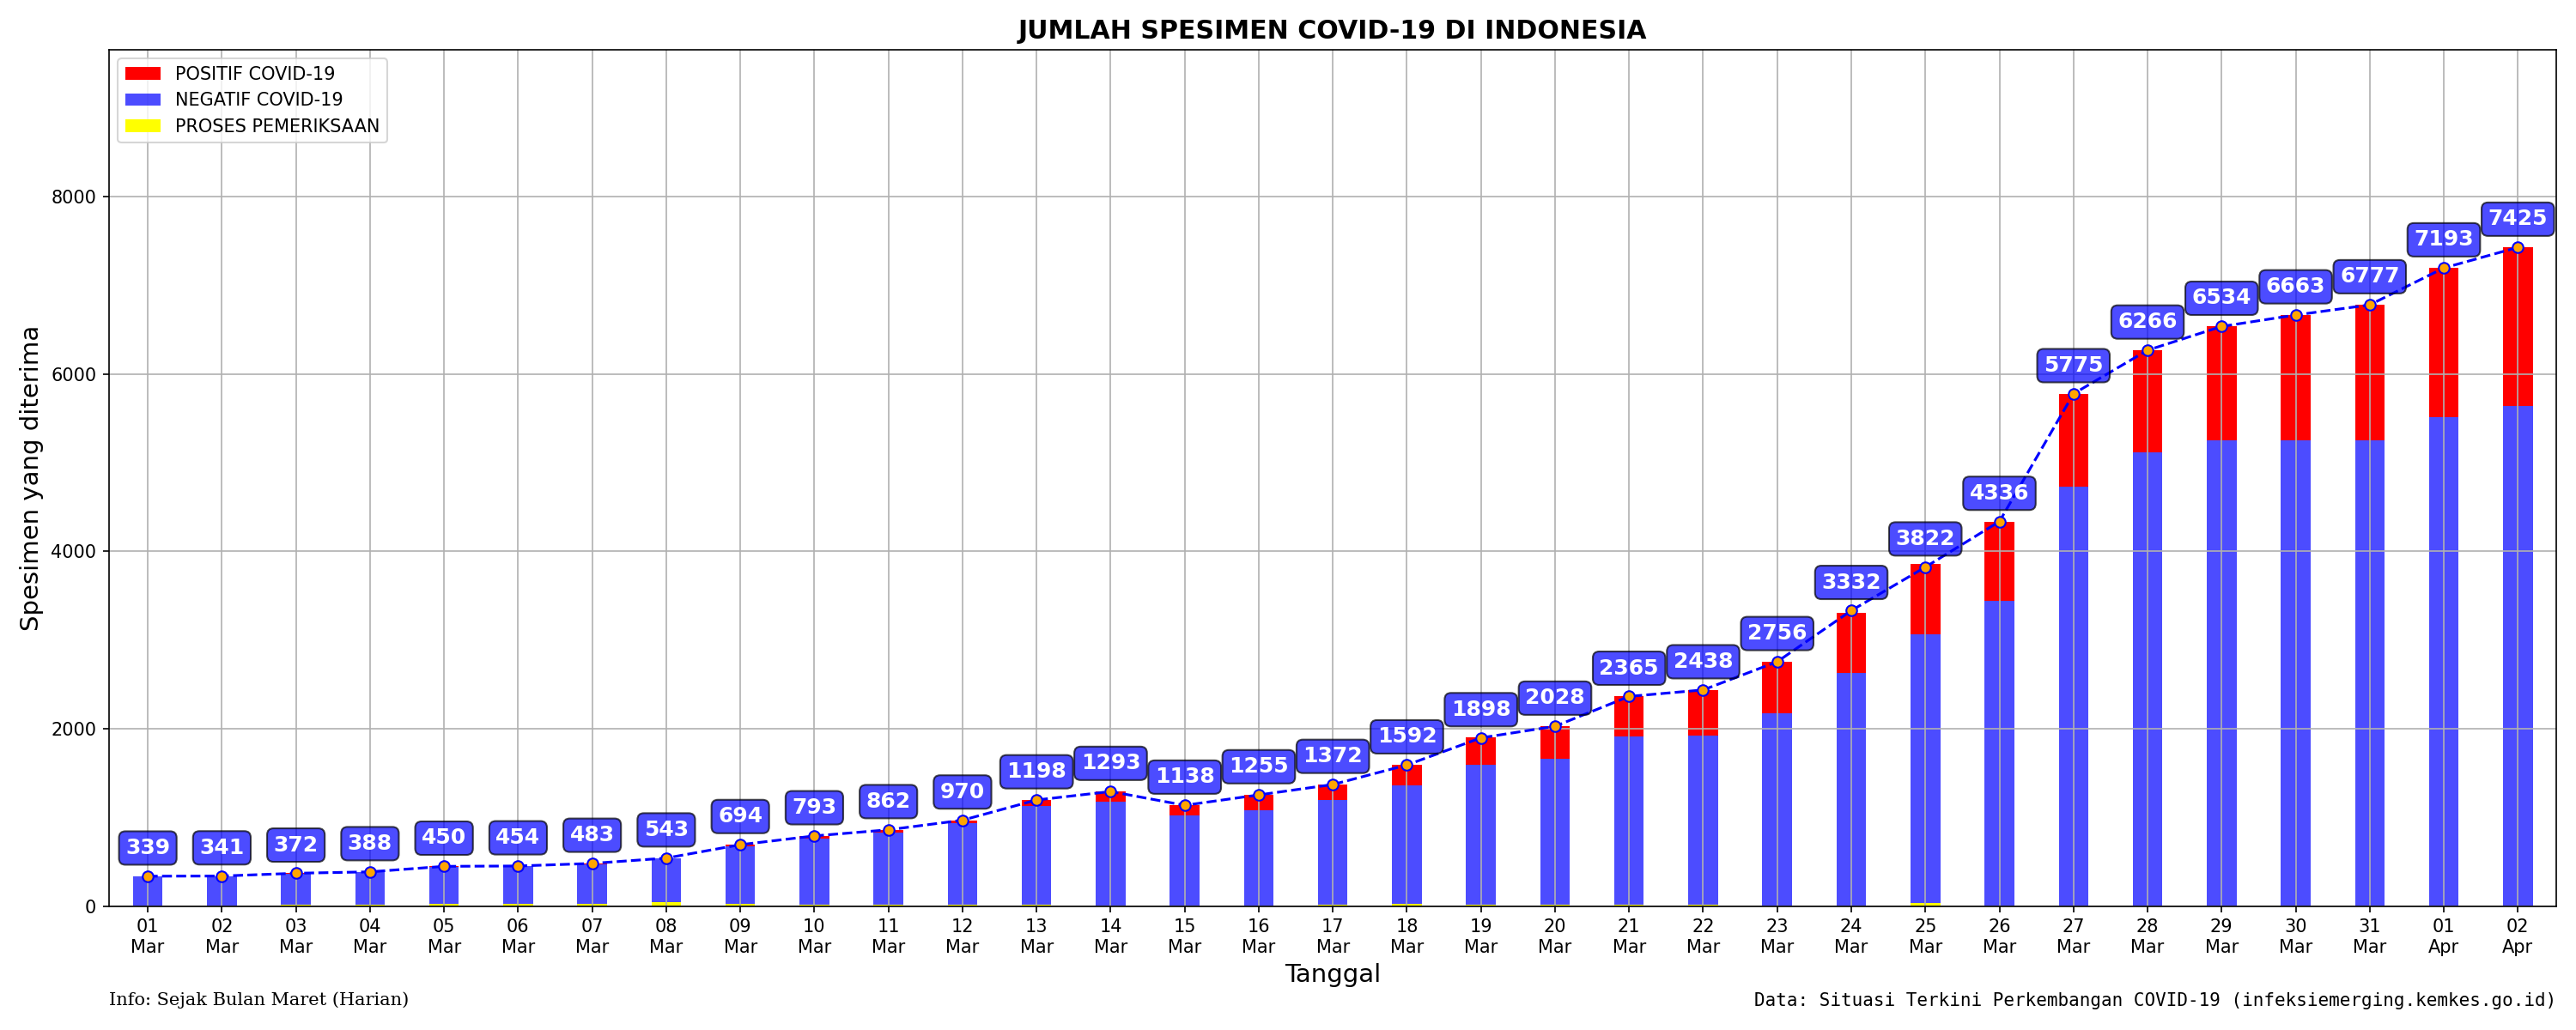 JUMLAH SPESIMEN COVID-19 DI INDONESIA
POSITIF COVID-19
NEGATIF COVID-19
PROSES PEMERIKSAAN
Spesimen yang diterima
8000
6000
4000
2000
0
339 341 372 388 450 454 483 543 694 793 862 970 1198 1293 1138 1255 1372 1592 1898 2028 2365 2438 2756 3332 3822 4336 5775 6266 6534 6663 6777 7193 7425
01 02 03 04 05 06 07 08 09 10 11 12 13 14 15 16 17 18 19 20 21 22 23 24 25 26 27 28 29 30 31 01 02
Mar Mar Mar Mar Mar Mar Mar Mar Mar Mar Mar Mar Mar Mar Mar Mar Mar Mar Mar Mar Mar Mar Mar Mar Mar Mar Mar Mar Mar Mar Mar Apr Apr
Tanggal
Info: Sejak Bulan Maret (Harian)
Data: Situasi Terkini Perkembangan COVID-19 (infeksiemerging.kemkes.go.id)